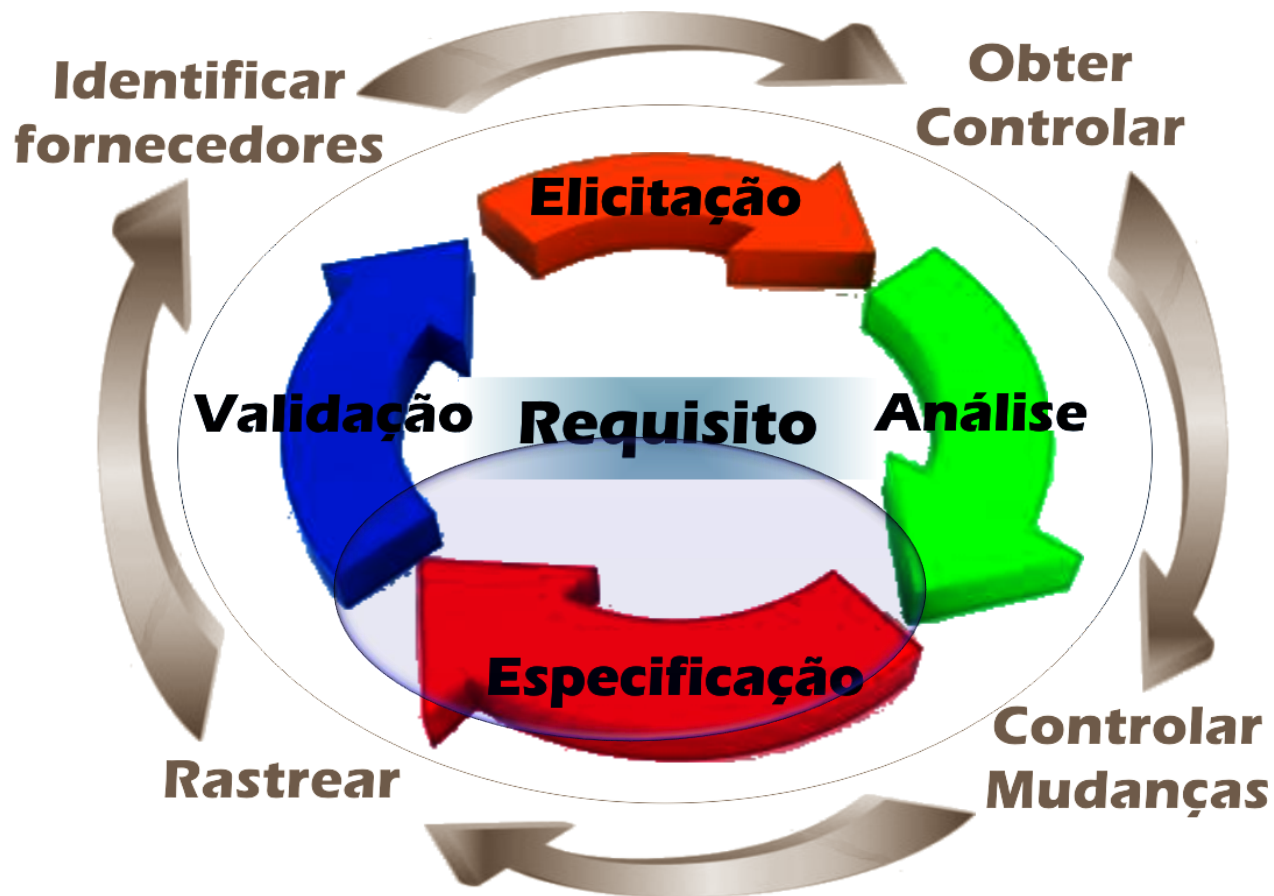 Identificar
fornecedores
Obter
Controlar
Elicitação
Validação
Requisito
Análise
Especificação
Rastrear
Controlar
Mudanças